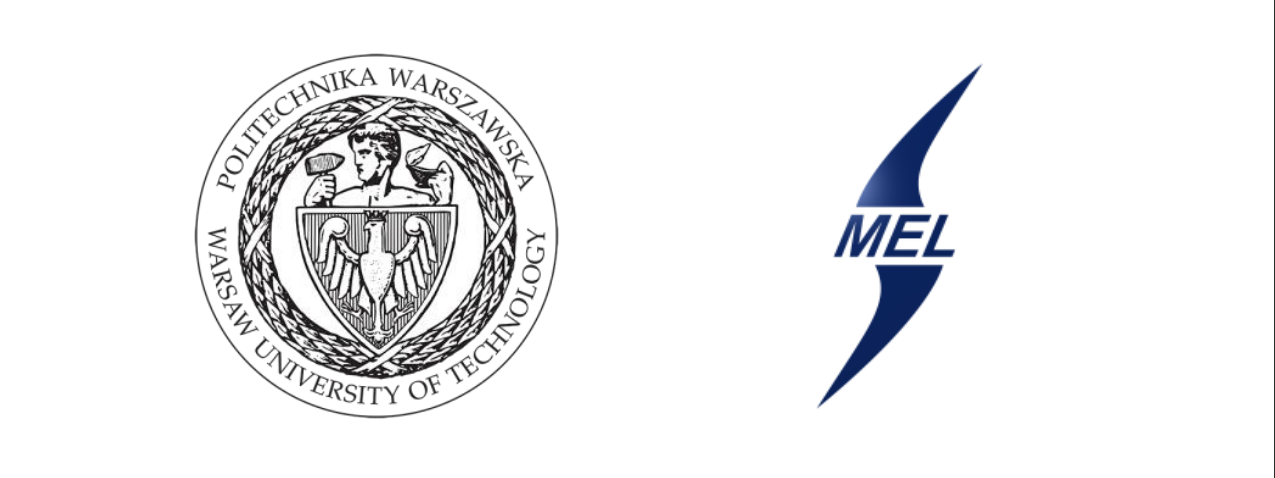 POLITECHNIKA WARSZAWSKA
WARSAW UNIVERSITY OF TECHNOLOGY
MEL